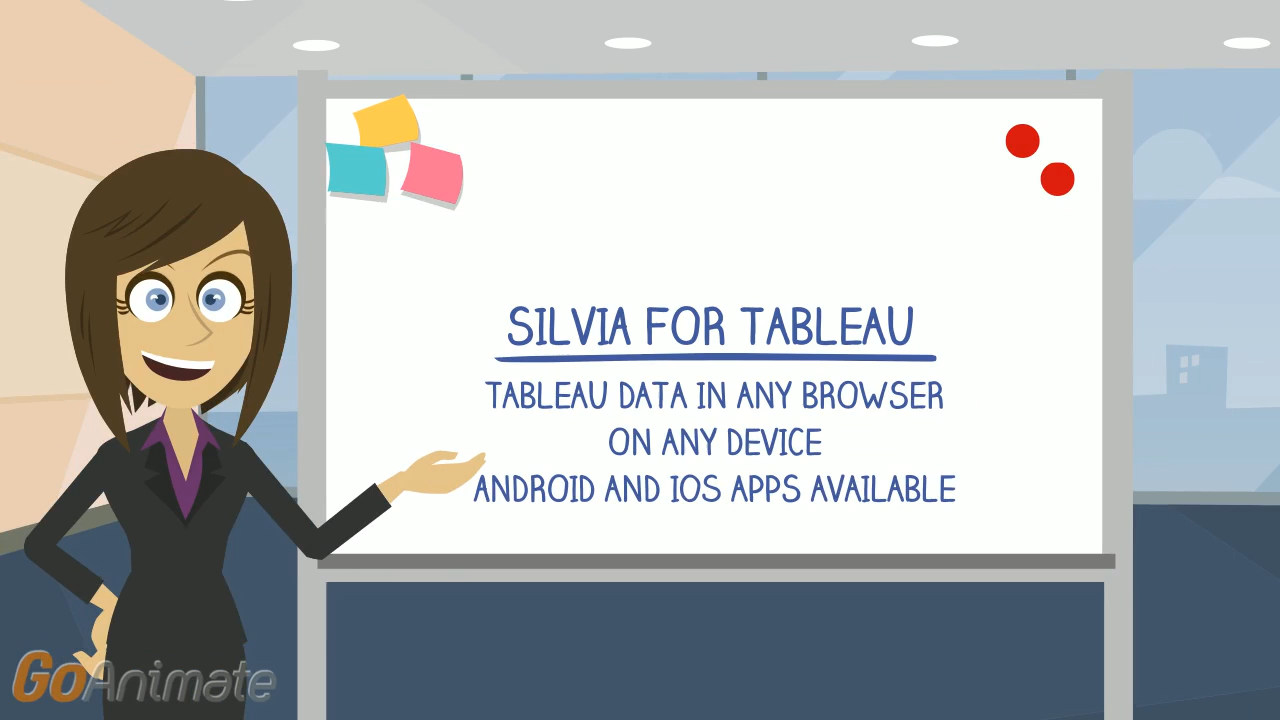 SILVIA FOR TABLEAU
TABLEAU DATA IN ANY BROWSER
ON ANY DEVICE
ANDROID AND IOS APPS AVAILABLE
GoAnimate